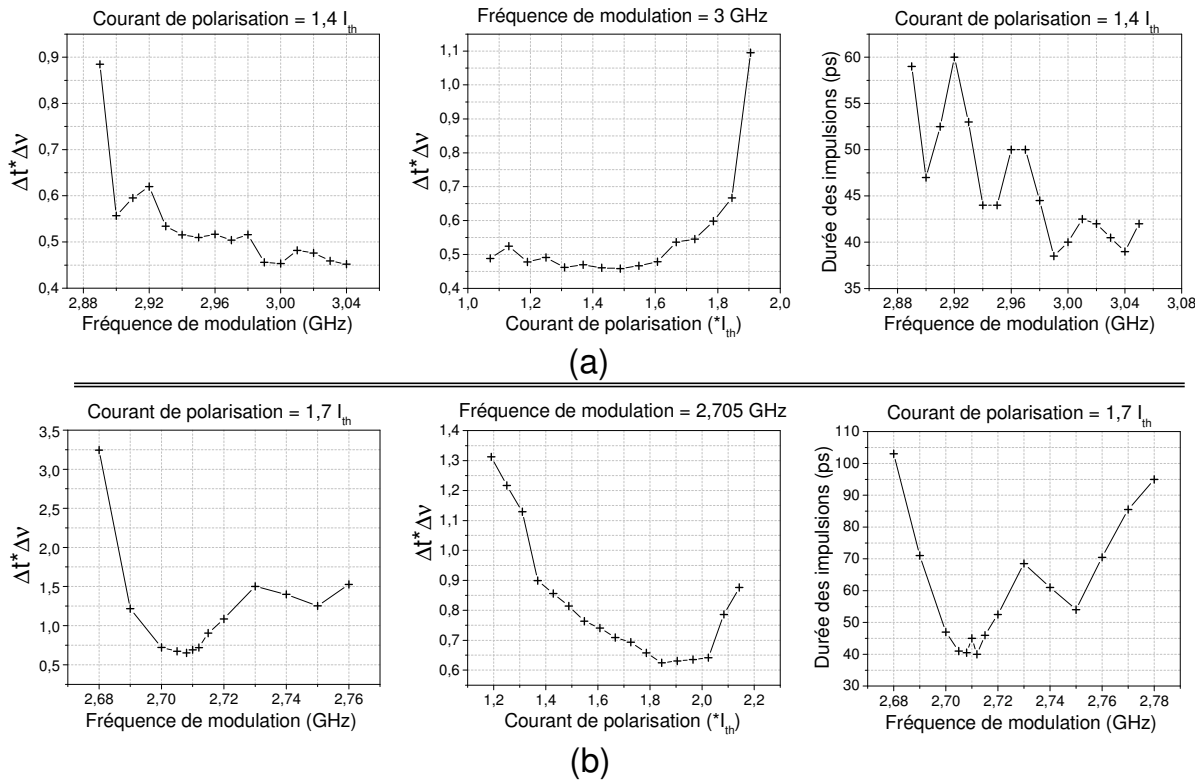 Courant de polarisation = 1,4 Ith
Δt*Δν
0,9
0,8
0,7
0,6
0,5
0,4
2,88 2,92 2,96 3,00 3,04
Fréquence de modulation (GHz)
Fréquence de modulation = 3 GHz
Δt*Δν
1,1
1,0
0,9
0,8
0,7
0,6
0,5
0,4
1,0 1,2 1,4 1,6 1,8 2,0
Courant de polarisation (*Ith)
Courant de polarisation = 1,4 Ith
Durée des impulsions (ps)
60
55
50
45
40
35
2,88 2,92 2,96 3,00 3,04 3,08
Fréquence de modulation (GHz)
(a)
Courant de polarisation = 1,7 Ith
Δt*Δν
3,5
3,0
2,5
2,0
1,5
1,0
0,5
2,68 2,70 2,72 2,74 2,76
Fréquence de modulation (GHz)
Fréquence de modulation = 2,705 GHz
Δt*Δν
1,4
1,3
1,2
1,1
1,0
0,9
0,8
0,7
0,6
1,2 1,4 1,6 1,8 2,0 2,2
Courant de polarisation (*Ith)
Courant de polarisation = 1,7 Ith
Durée des impulsions (ps)
110
100
90
80
70
60
50
40
30
2,68 2,70 2,72 2,74 2,76 2,78
Fréquence de modulation (GHz)
(b)